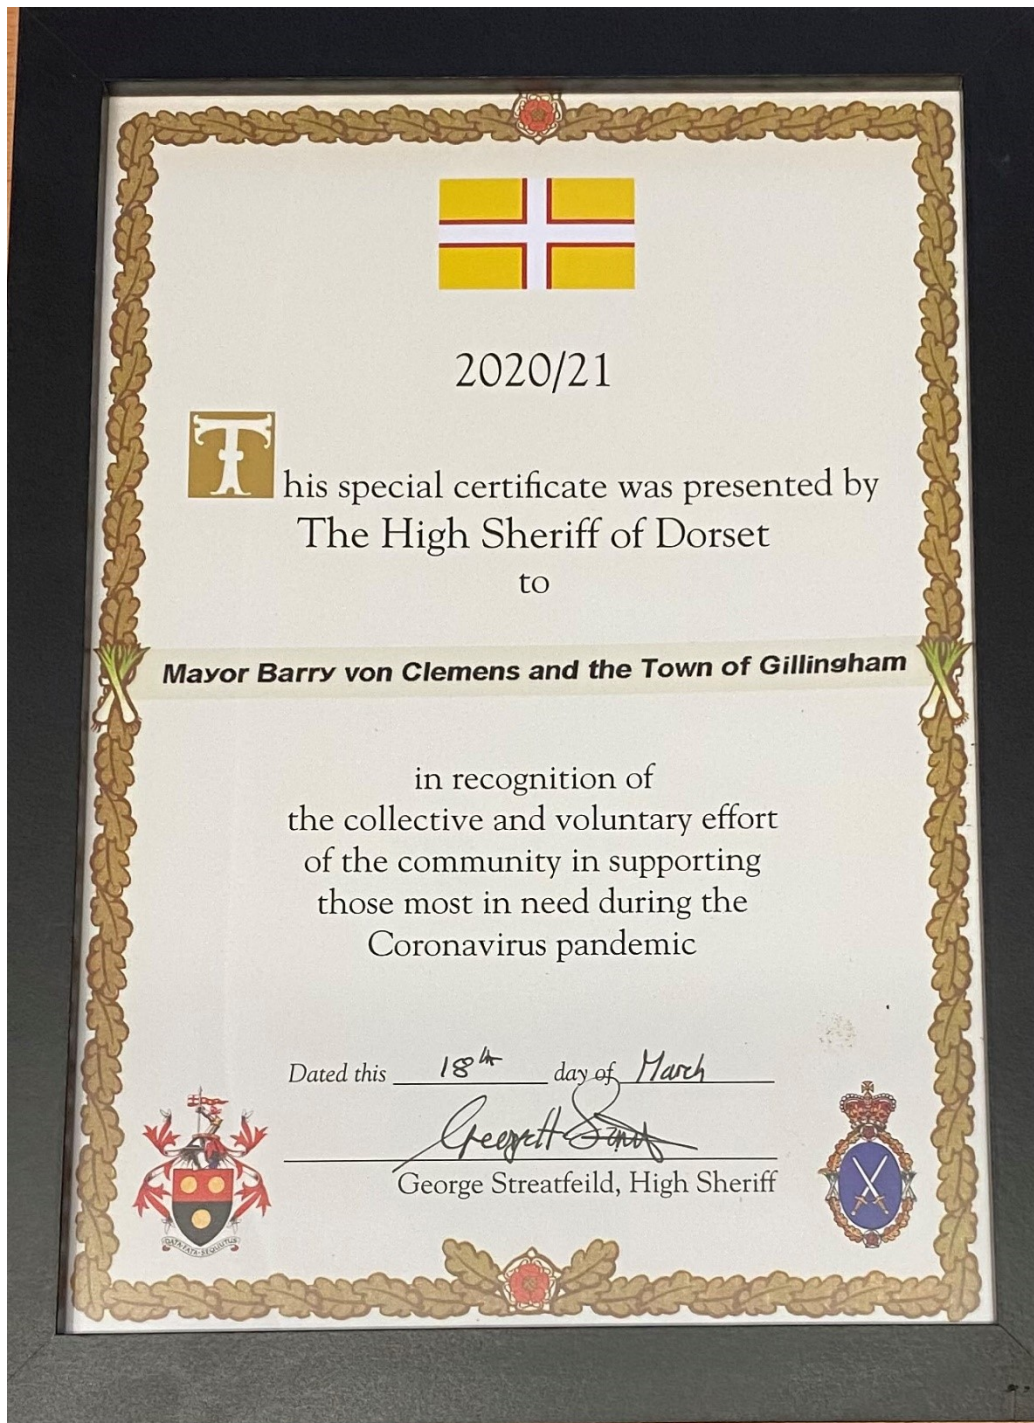 2020/21
This special certificate was presented by
The High Sheriff of Dorset
to
Mayor Barry von Clemens and the Town of Gillingham
in recognition of
the collective and voluntary effort
of the community in supporting
those most in need during the
Coronavirus pandemic
Dated this 18th day of March
George Streatfeild, High Sheriff